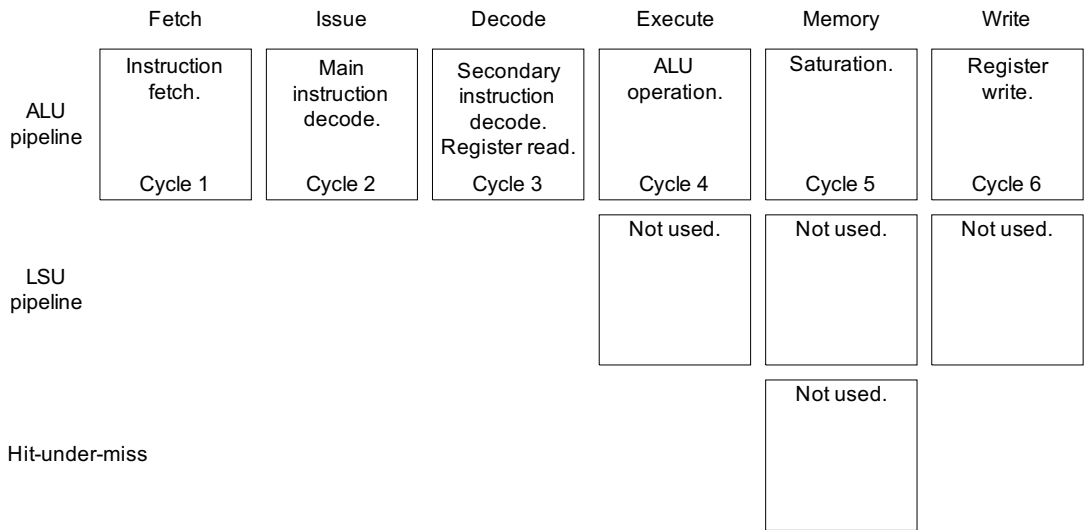 Fetch Issue Decode Execute Memory Write
ALU
pipeline
Instruction
fetch.
Cycle 1
Main
instruction
decode.
Cycle 2
Secondary
instruction
decode.
Register read.
Cycle 3
ALU
operation.
Cycle 4
Saturation.
Cycle 5
Register
write.
Cycle 6
LSU
pipeline
Not used.
Not used.
Not used.
Hit-under-miss
Not used.